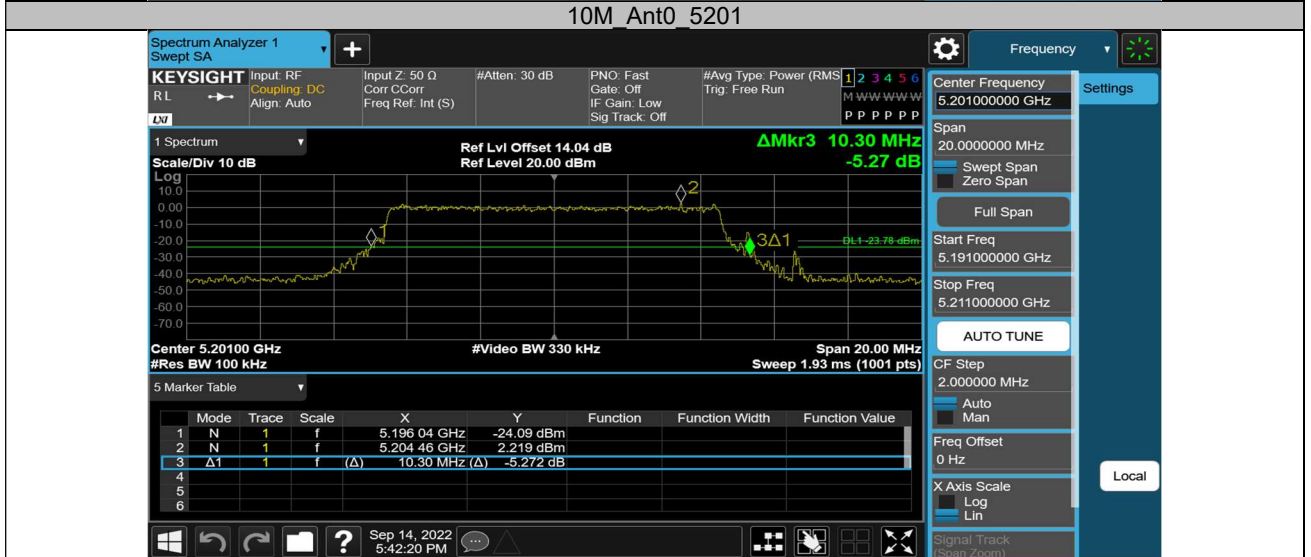 10M_Ant0_5201
Spectrum Analyzer 1
Swept SA
+
Frequency
KEYSIGHT
RL
LXI
Input: RF
Coupling: DC
Align: Auto
Input Z: 50 Ω
Corr CCorr
Freq Ref: Int (S)
#Atten: 30 dB
PNO: Fast
Gate: Off
IF Gain: Low
Sig Track: Off
#Avg Type: Power (RMS
Trig: Free Run
1 2 3 4 5 6
M W W W W W
P P P P P P
1 Spectrum
Scale/Div 10 dB
Ref Lvl Offset 14.04 dB
Ref Level 20.00 dBm
ΔMkr3 10.30 MHz
-5.27 dB
Log
10.0
0.00
-10.0
-20.0
-30.0
-40.0
-50.0
-60.0
-70.0
1
2
3Δ1
DL1 -23.78 dBm
Center 5.20100 GHz
#Video BW 330 kHz
Span 20.00 MHz
#Res BW 100 kHz
Sweep 1.93 ms (1001 pts)
5 Marker Table
Mode Trace Scale X Y Function Function Width Function Value
1 N 1 f 5.196 04 GHz -24.09 dBm
2 N 1 f 5.204 46 GHz 2.219 dBm
3 Δ1 1 f (Δ) 10.30 MHz (Δ) -5.272 dB
4
5
6
Sep 14, 2022
5:42:20 PM
?
Center Frequency
5.201000000 GHz
Span
20.0000000 MHz
Swept Span
Zero Span
Full Span
Start Freq
5.191000000 GHz
Stop Freq
5.211000000 GHz
AUTO TUNE
CF Step
2.000000 MHz
Auto
Man
Freq Offset
0 Hz
X Axis Scale
Log
Lin
Signal Track
(Span Zoom)
Settings
Local